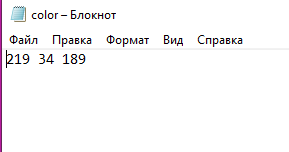 color – Блокнот
Файл Правка Формат Вид Справка
219 34 189